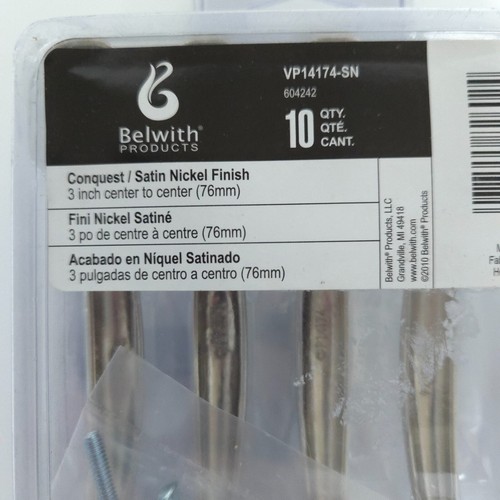 Belwith®
PRODUCTS
VP14174-SN
604242
10 QTY.
QTÉ.
CANT.
Conquest / Satin Nickel Finish
3 inch center to center (76mm)
Fini Nickel Satiné
3 po de centre à centre (76mm)
Acabado en Níquel Satinado
3 pulgadas de centro a centro (76mm)
Belwith® Products, LLC
Grandville, MI 49418
www.belwith.com
©2010 Belwith® Products